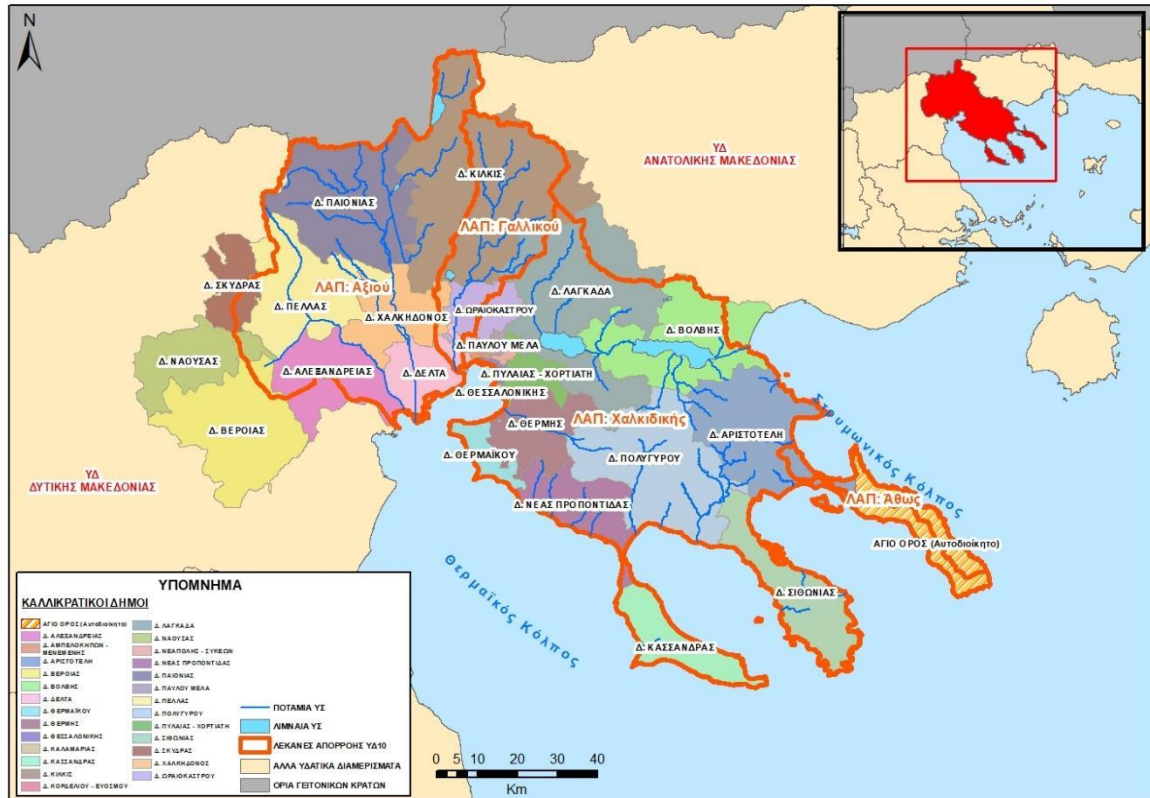 N
ΥΔ
ΑΝΑΤΟΛΙΚΗΣ ΜΑΚΕΔΟΝΙΑΣ
Δ. ΚΙΛΚΙΣ
Δ. ΠΑΙΟΝΙΑΣ
ΛΑΠ: Γαλλικού
Δ. ΣΚΥΔΡΑΣ
ΛΑΠ: Αξιού
Δ. ΛΑΓΚΑΔΑ
Δ. ΠΕΛΛΑΣ
Δ. ΩΡΑΙΟΚΑΣΤΡΟΥ
Δ. ΧΑΛΚΗΔΟΝΟΣ
Δ. ΒΟΛΒΗΣ
Δ. ΠΑΥΛΟΥ ΜΕΛΑ
Δ. ΝΑΟΥΣΑΣ
Δ. ΑΛΕΞΑΝΔΡΕΙΑΣ
Δ. ΔΕΛΤΑ
Δ. ΠΥΛΑΙΑΣ - ΧΟΡΤΙΑΤΗ
Δ. ΘΕΣΣΑΛΟΝΙΚΗΣ
ΛΑΠ: Χαλκιδικής
Δ. ΘΕΡΜΗΣ
Δ. ΒΕΡΟΙΑΣ
Δ. ΑΡΙΣΤΟΤΕΛΗ
Στρυμωνικός Κόλπος
Δ. ΘΕΡΜΑΪΚΟΥ
Δ. ΠΟΛΥΓΥΡΟΥ
ΥΔ
ΔΥΤΙΚΗΣ ΜΑΚΕΔΟΝΙΑΣ
ΛΑΠ: Άθως
Δ. ΝΕΑΣ ΠΡΟΠΟΝΤΙΔΑΣ
ΑΓΙΟ ΟΡΟΣ (Αυτοδιοίκητο)
Θερμαϊκός Κόλπος
Δ. ΣΙΘΩΝΙΑΣ
Δ. ΚΑΣΣΑΝΔΡΑΣ
ΥΠΟΜΝΗΜΑ
ΚΑΛΛΙΚΡΑΤΙΚΟΙ ΔΗΜΟΙ
ΑΓΙΟ ΟΡΟΣ (Αυτοδιοίκητο)
Δ. ΑΛΕΞΑΝΔΡΕΙΑΣ
Δ. ΑΜΠΕΛΟΚΗΠΩΝ -
ΜΕΝΕΜΕΝΗΣ
Δ. ΑΡΙΣΤΟΤΕΛΗ
Δ. ΒΕΡΟΙΑΣ
Δ. ΒΟΛΒΗΣ
Δ. ΔΕΛΤΑ
Δ. ΘΕΡΜΑΪΚΟΥ
Δ. ΘΕΡΜΗΣ
Δ. ΘΕΣΣΑΛΟΝΙΚΗΣ
Δ. ΚΑΛΑΜΑΡΙΑΣ
Δ. ΚΑΣΣΑΝΔΡΑΣ
Δ. ΚΙΛΚΙΣ
Δ. ΚΟΡΔΕΛΙΟΥ - ΕΥΟΣΜΟΥ
Δ. ΛΑΓΚΑΔΑ
Δ. ΝΑΟΥΣΑΣ
Δ. ΝΕΑΠΟΛΗΣ - ΣΥΚΕΩΝ
Δ. ΝΕΑΣ ΠΡΟΠΟΝΤΙΔΑΣ
Δ. ΠΑΙΟΝΙΑΣ
Δ. ΠΑΥΛΟΥ ΜΕΛΑ
Δ. ΠΕΛΛΑΣ
Δ. ΠΟΛΥΓΥΡΟΥ
Δ. ΠΥΛΑΙΑΣ - ΧΟΡΤΙΑΤΗ
Δ. ΣΙΘΩΝΙΑΣ
Δ. ΣΚΥΔΡΑΣ
Δ. ΧΑΛΚΗΔΟΝΟΣ
Δ. ΩΡΑΙΟΚΑΣΤΡΟΥ
ΠΟΤΑΜΙΑ ΥΣ
ΛΙΜΝΑΙΑ ΥΣ
ΛΕΚΑΝΕΣ ΑΠΟΡΡΟΗΣ ΥΔ10
ΑΛΛΑ ΥΔΑΤΙΚΑ ΔΙΑΜΕΡΙΣΜΑΤΑ
ΟΡΙΑ ΓΕΙΤΟΝΙΚΩΝ ΚΡΑΤΩΝ
0 5 10 20 30 40
Km